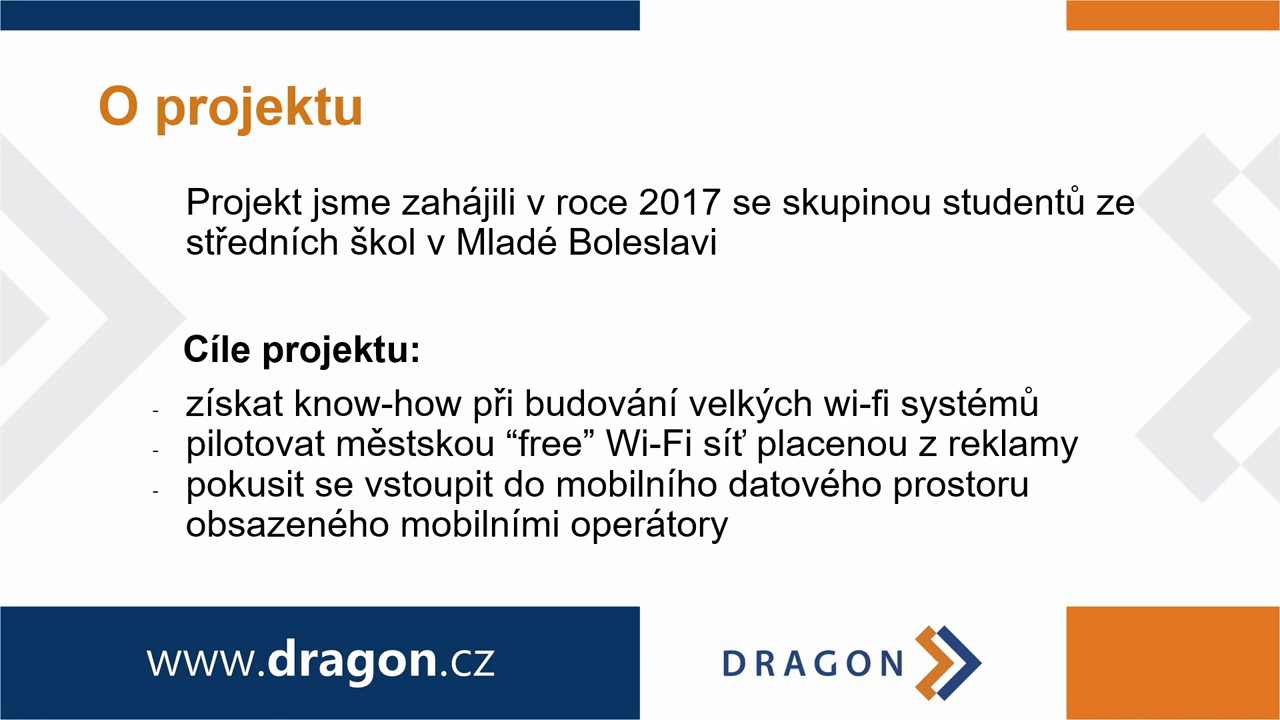 O projektu
Projekt jsme zahájili v roce 2017 se skupinou studentů ze
středních škol v Mladé Boleslavi
Cíle projektu:
- získat know-how při budování velkých wi-fi systémů
- pilotovat městskou “free” Wi-Fi síť placenou z reklamy
- pokusit se vstoupit do mobilního datového prostoru
obsazeného mobilními operátory
www.dragon.cz
DRAGON